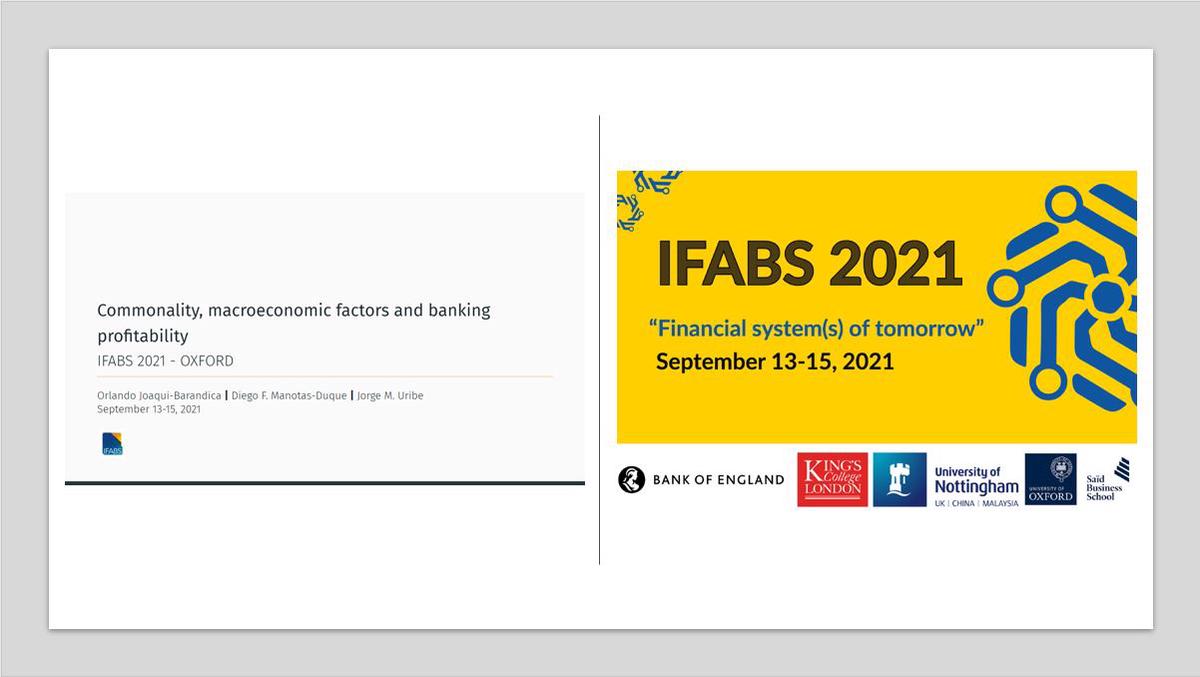 Commonality, macroeconomic factors and banking
profitability
IFABS 2021 - OXFORD
Orlando Joaqui-Barandica | Diego F. Manotas-Duque | Jorge M. Uribe
September 13-15, 2021
IFABS
IFABS 2021
“Financial system(s) of tomorrow”
September 13-15, 2021
BANK OF ENGLAND
KING'S
College
LONDON
University of
Nottingham
UK | CHINA | MALAYSIA
UNIVERSITY OF
OXFORD
Saïd
Business
School